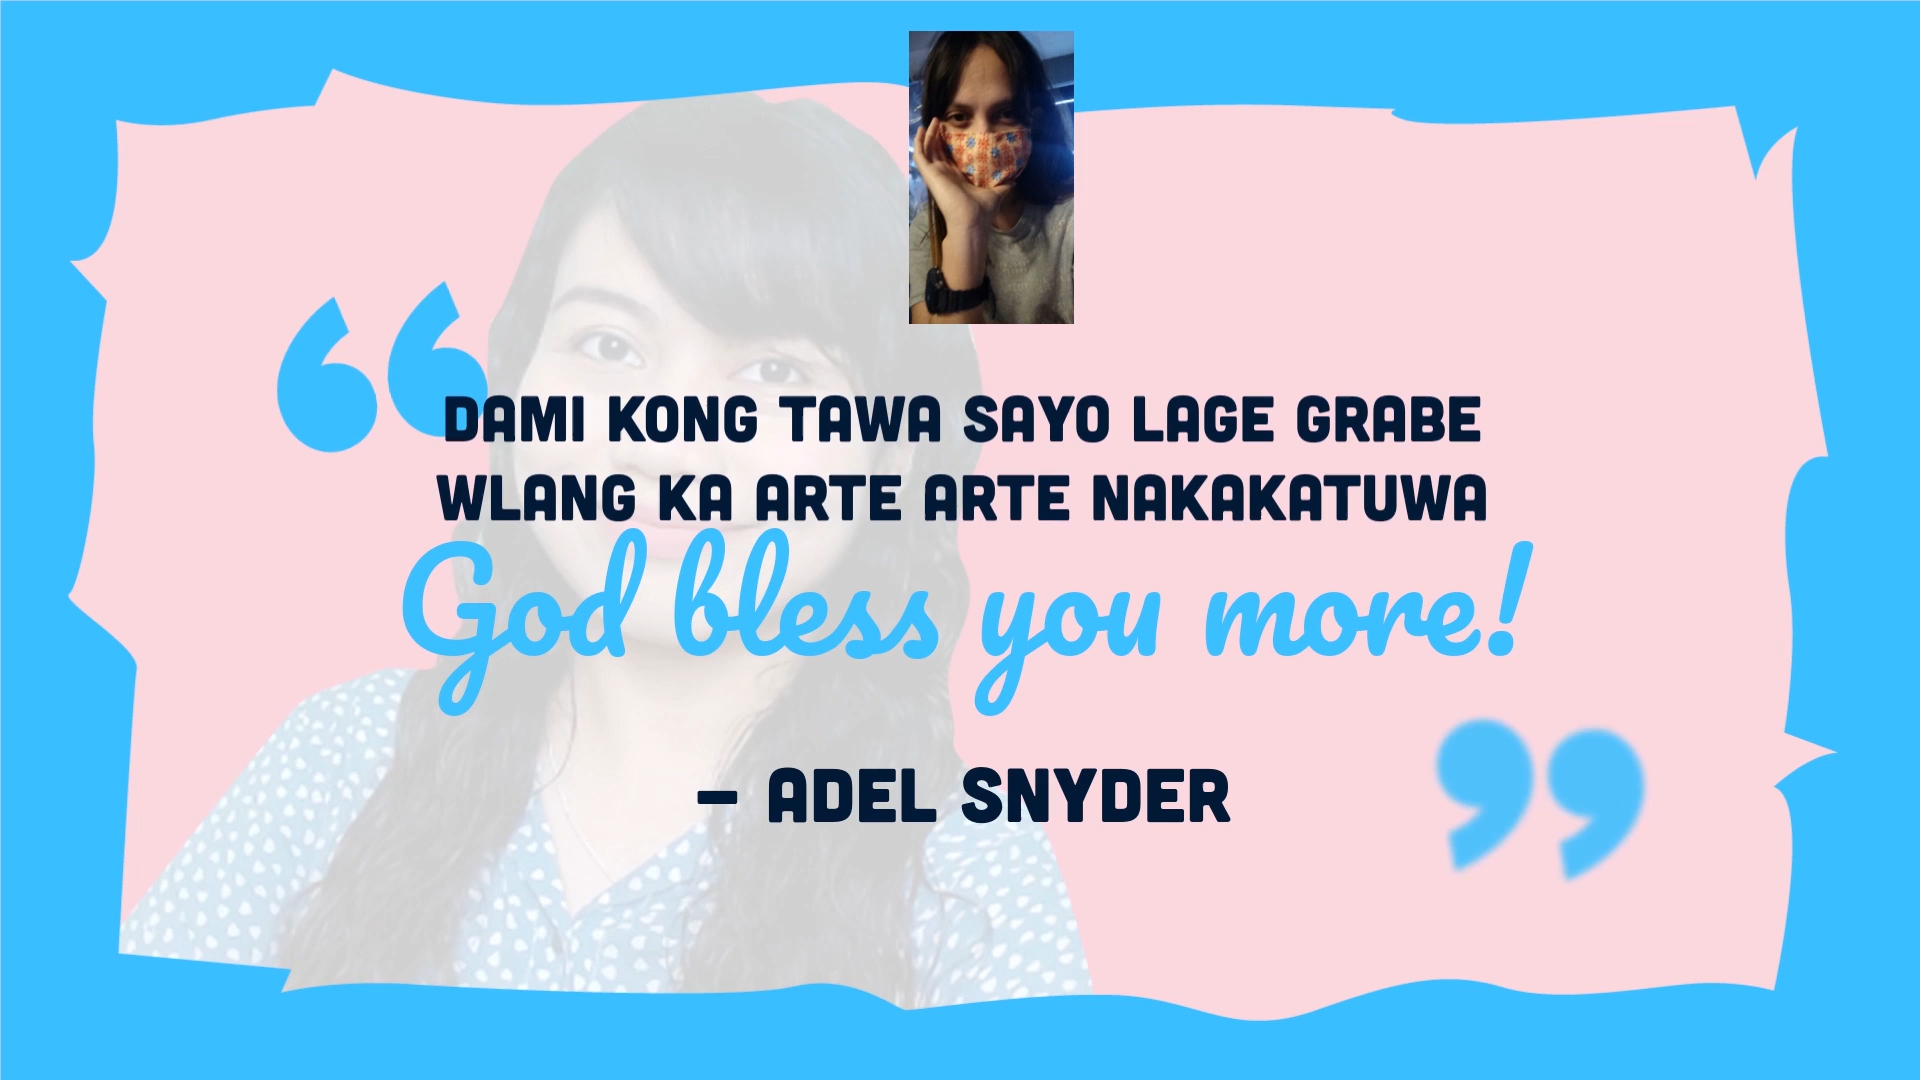 DAMI KONG TAWA SAYO LAGE GRABE
WLANG KA ARTE ARTE NAKAKATUWA
God bless you more!
– ADEL SNYDER